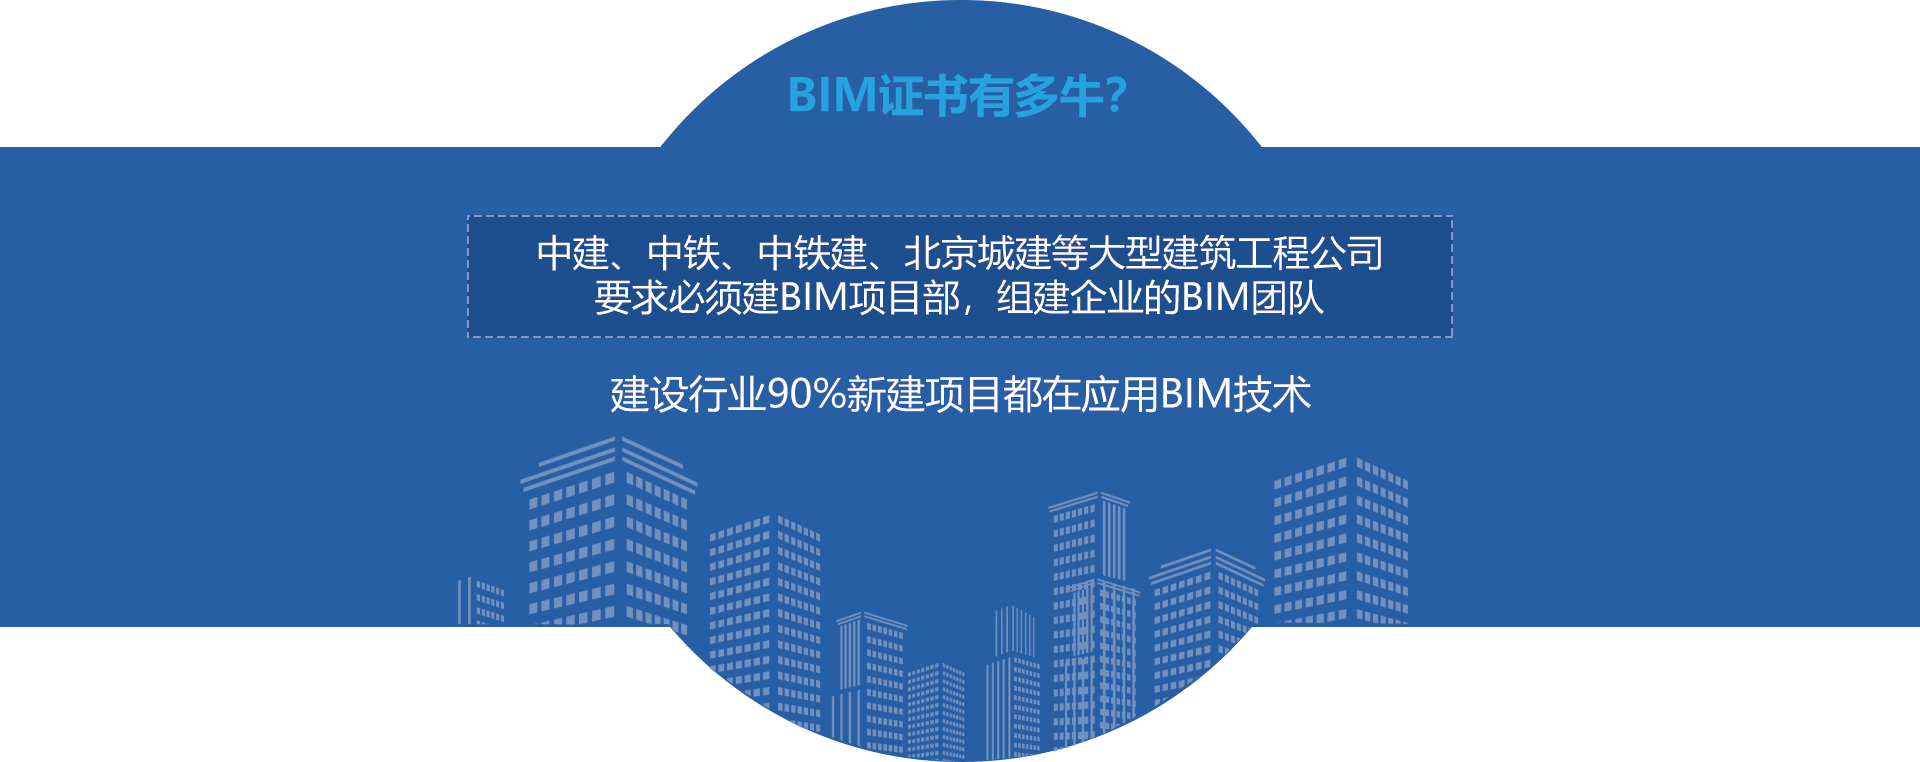 BIM证书有多牛?
中建、中铁、中铁建、北京城建等大型建筑工程公司
要求必须建BIM项目部，组建企业的BIM团队
建设行业90%新建项目都在应用BIM技术